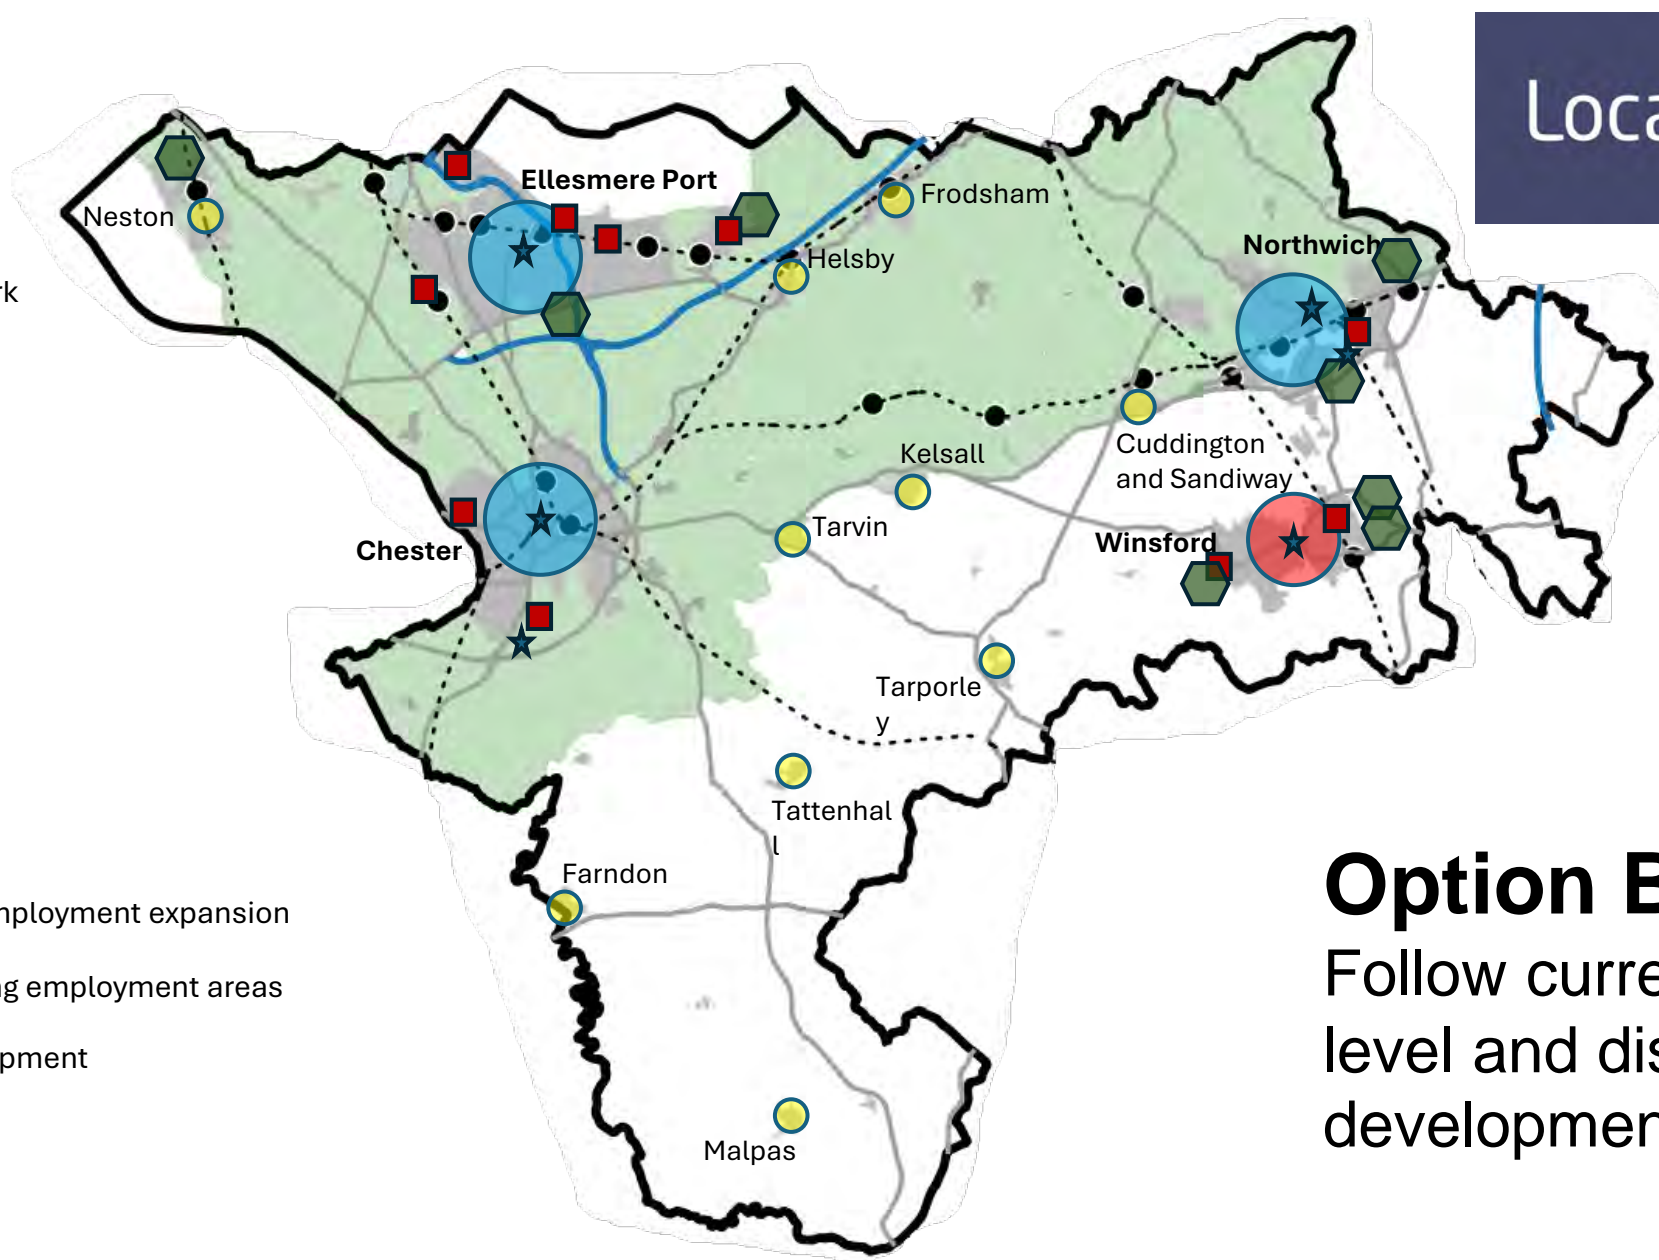 Loca
Ellesmere Port
Frodsham
Neston
Northwich
Helsby
rk
Cuddington
and Sandiway
Kelsall
Tarvin
Chester
Winsford
Tarporle
y
Tattenhal
l
Farndon
mployment expansion
g employment areas
pment
Malpas
Option B
Follow curre
level and dis
developmen